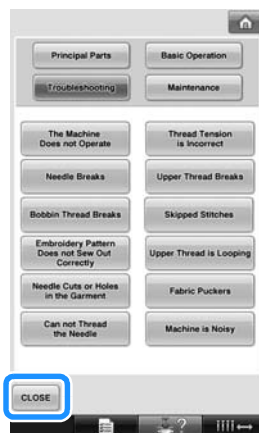 Principal Parts
Basic Operation
Troubleshooting
Maintenance
The Machine
Does not Operate
Thread Tension
is Incorrect
Needle Breaks
Upper Thread Breaks
Bobbin Thread Breaks
Skipped Stitches
Embroidery Pattern
Does not Sew Out
Correctly
Upper Thread is Looping
Needle Cuts or Holes
in the Garment
Fabric Puckers
Can not Thread
the Needle
Machine is Noisy
CLOSE
?